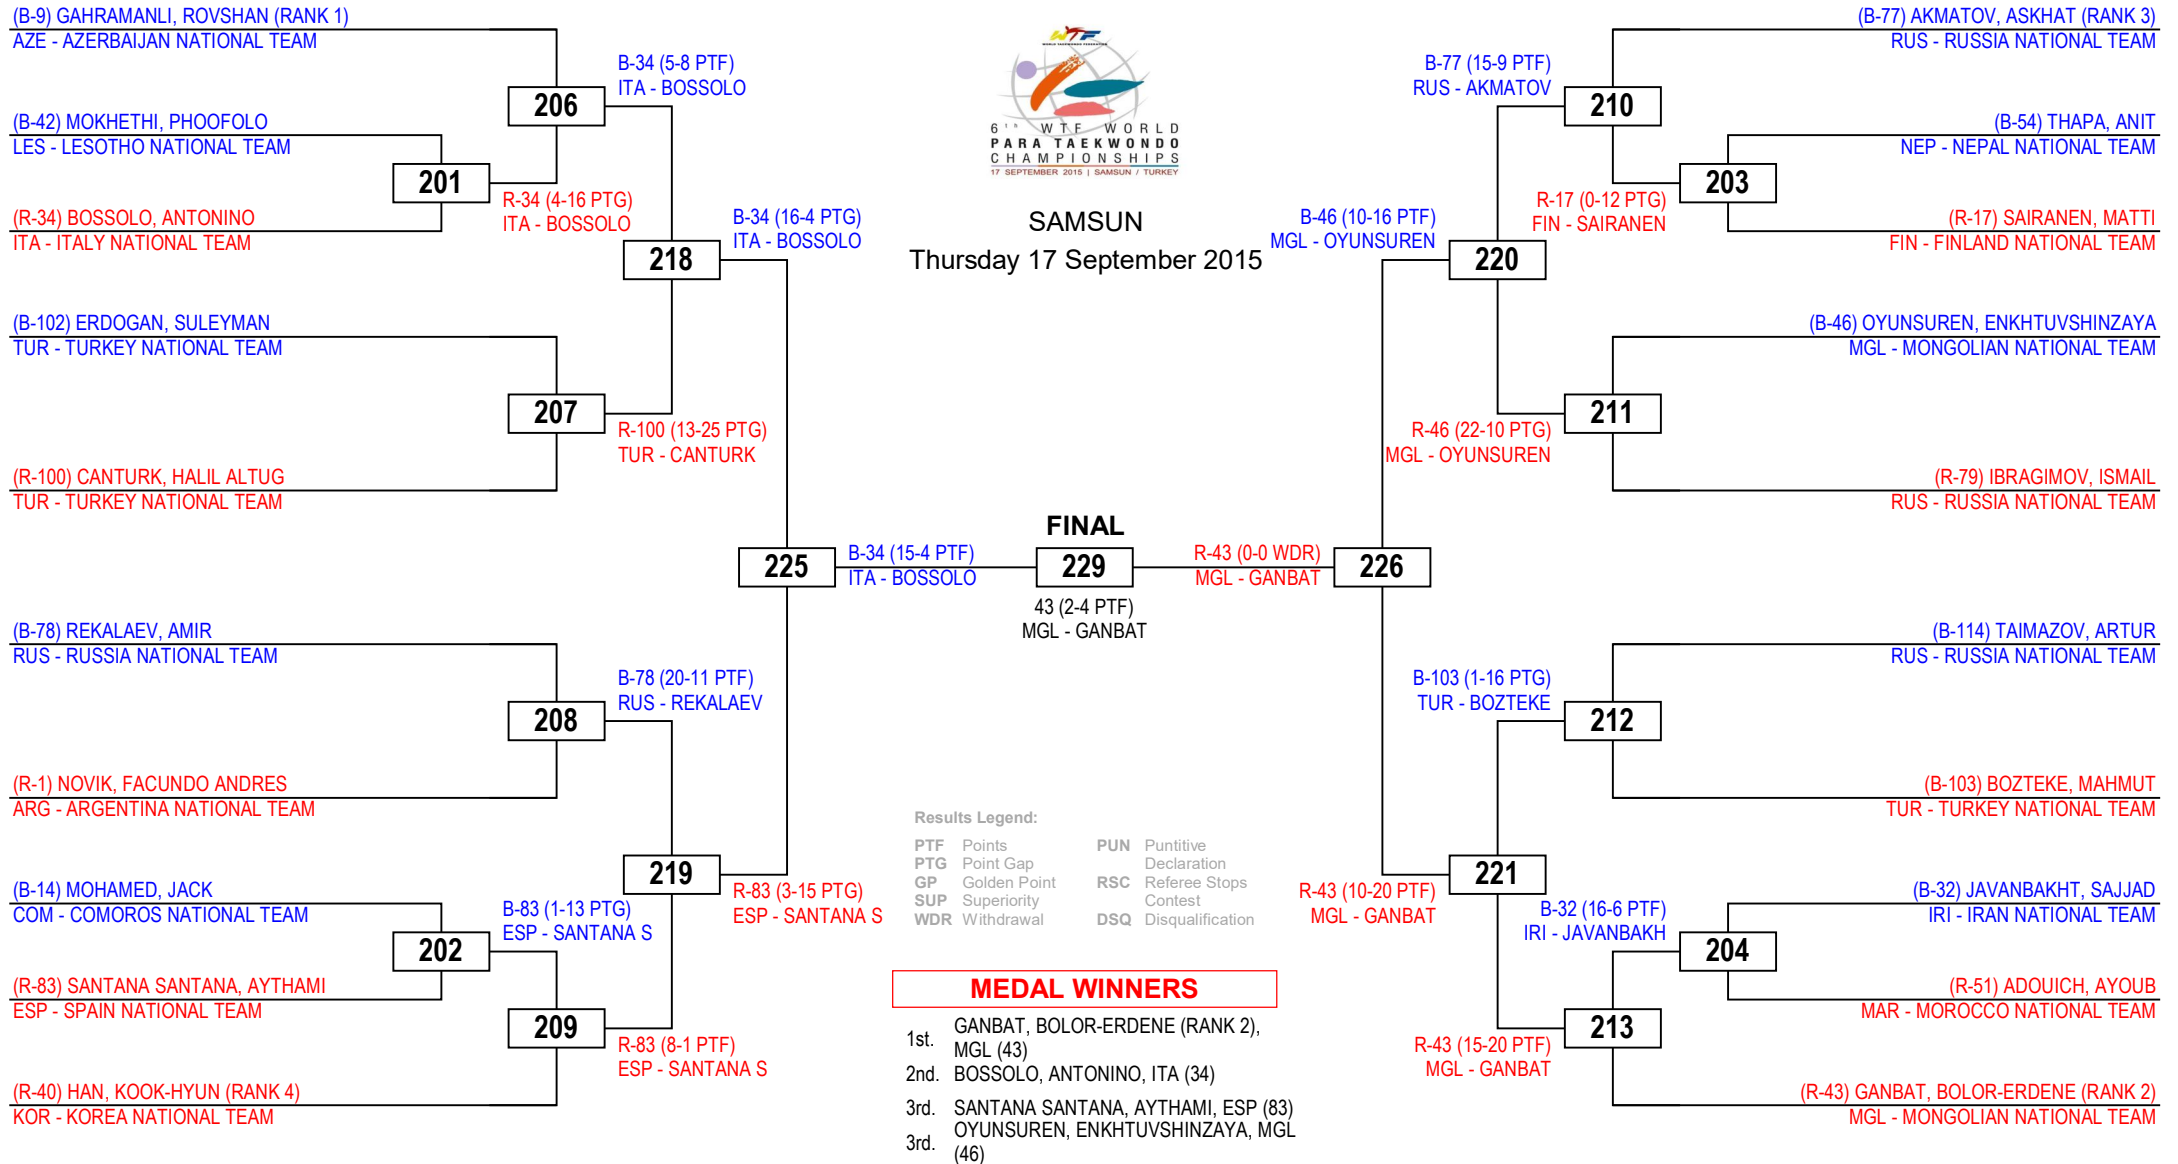 (B-9) GAHRAMANLI, ROVSHAN (RANK 1)
AZE - AZERBAIJAN NATIONAL TEAM
(B-42) MOKHETHI, PHOOFOLO
LES - LESOTHO NATIONAL TEAM
(R-34) BOSSOLO, ANTONINO
ITA - ITALY NATIONAL TEAM
(B-102) ERDOGAN, SULEYMAN
TUR - TURKEY NATIONAL TEAM
(R-100) CANTURK, HALIL ALTUG
TUR - TURKEY NATIONAL TEAM
(B-78) REKALAEV, AMIR
RUS - RUSSIA NATIONAL TEAM
(R-1) NOVIK, FACUNDO ANDRES
ARG - ARGENTINA NATIONAL TEAM
(B-14) MOHAMED, JACK
COM - COMOROS NATIONAL TEAM
(R-83) SANTANA SANTANA, AYTHAMI
ESP - SPAIN NATIONAL TEAM
(R-40) HAN, KOOK-HYUN (RANK 4)
KOR - KOREA NATIONAL TEAM
201
R-34 (4-16 PTG)
ITA - BOSSOLO
202
B-83 (1-13 PTG)
ESP - SANTANA S
206
B-34 (5-8 PTF)
ITA - BOSSOLO
207
R-100 (13-25 PTG)
TUR - CANTURK
208
B-78 (20-11 PTF)
RUS - REKALAEV
209
R-83 (8-1 PTF)
ESP - SANTANA S
218
B-34 (16-4 PTG)
ITA - BOSSOLO
219
R-83 (3-15 PTG)
ESP - SANTANA S
225
B-34 (15-4 PTF)
ITA - BOSSOLO
WTF
WORLD TAEKWONDO FEDERATION
6th WTF WORLD
PARA TAEKWONDO
CHAMPIONSHIPS
17 SEPTEMBER 2015 | SAMSUN / TURKEY
SAMSUN
Thursday 17 September 2015
FINAL
229
43 (2-4 PTF)
MGL - GANBAT
R-43 (0-0 WDR)
MGL - GANBAT
226
B-46 (10-16 PTF)
MGL - OYUNSUREN
220
R-43 (10-20 PTF)
MGL - GANBAT
221
B-77 (15-9 PTF)
RUS - AKMATOV
210
R-46 (22-10 PTG)
MGL - OYUNSUREN
211
B-103 (1-16 PTG)
TUR - BOZTEKE
212
R-43 (15-20 PTF)
MGL - GANBAT
213
R-17 (0-12 PTG)
FIN - SAIRANEN
203
B-32 (16-6 PTF)
IRI - JAVANBAKH
204
(B-77) AKMATOV, ASKHAT (RANK 3)
RUS - RUSSIA NATIONAL TEAM
(B-54) THAPA, ANIT
NEP - NEPAL NATIONAL TEAM
(R-17) SAIRANEN, MATTI
FIN - FINLAND NATIONAL TEAM
(B-46) OYUNSUREN, ENKHTUVSHINZAYA
MGL - MONGOLIAN NATIONAL TEAM
(R-79) IBRAGIMOV, ISMAIL
RUS - RUSSIA NATIONAL TEAM
(B-114) TAIMAZOV, ARTUR
RUS - RUSSIA NATIONAL TEAM
(B-103) BOZTEKE, MAHMUT
TUR - TURKEY NATIONAL TEAM
(B-32) JAVANBAKHT, SAJJAD
IRI - IRAN NATIONAL TEAM
(R-51) ADOUICH, AYOUB
MAR - MOROCCO NATIONAL TEAM
(R-43) GANBAT, BOLOR-ERDENE (RANK 2)
MGL - MONGOLIAN NATIONAL TEAM
Results Legend:
PTF Points
PTG Point Gap
GP Golden Point
SUP Superiority
WDR Withdrawal
PUN Puntitive
Declaration
RSC Referee Stops
Contest
DSQ Disqualification
MEDAL WINNERS
1st. GANBAT, BOLOR-ERDENE (RANK 2),
MGL (43)
2nd. BOSSOLO, ANTONINO, ITA (34)
3rd. SANTANA SANTANA, AYTHAMI, ESP (83)
3rd. OYUNSUREN, ENKHTUVSHINZAYA, MGL
(46)